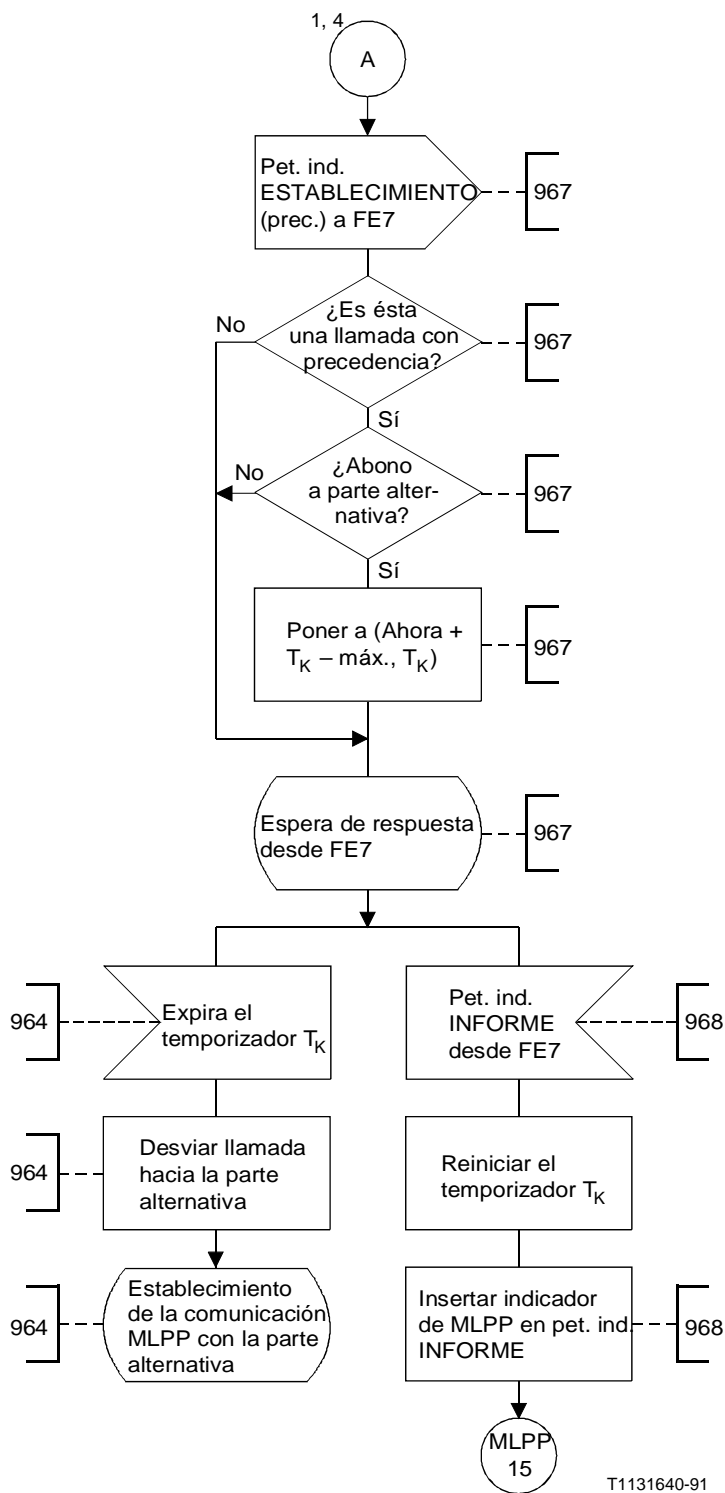 1, 4
A
Pet. ind.
ESTABLECIMIENTO
(prec.) a FE7
967
¿Es ésta
una llamada con
precedencia?
967
No
Sí
¿Abono
a parte alter-
nativa?
967
No
Sí
Poner a (Ahora +
TK – máx., TK)
967
Espera de respuesta
desde FE7
967
964
Expira el
temporizador TK
Pet. ind.
INFORME
desde FE7
968
964
Desviar llamada
hacia la parte
alternativa
Reiniciar el
temporizador TK
964
Establecimiento
de la comunicación
MLPP con la parte
alternativa
Insertar indicador
de MLPP en pet. ind.
INFORME
968
MLPP
15
T1131640-91